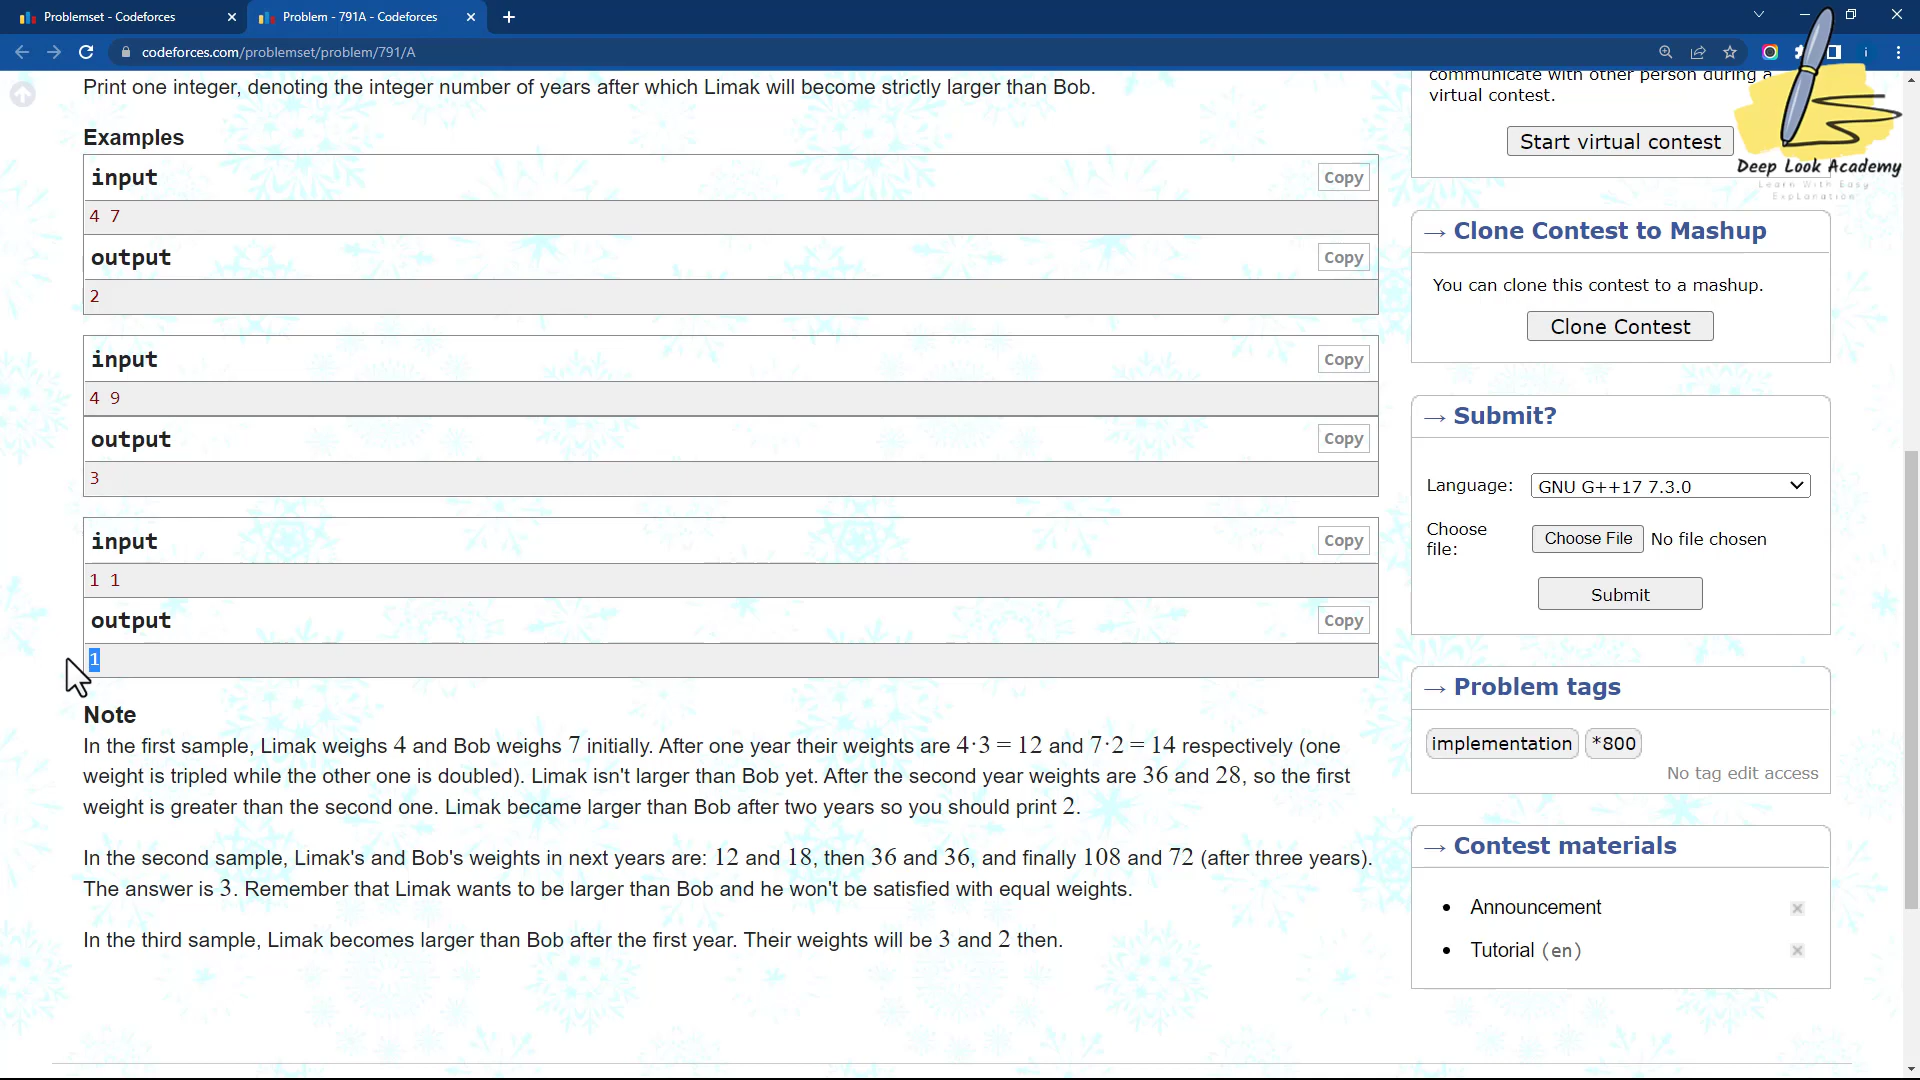 Problemset - Codeforces
Problem - 791A - Codeforces
codeforces.com/problemset/problem/791/A
Print one integer, denoting the integer number of years after which Limak will become strictly larger than Bob.
Examples
input
Copy
4 7
output
Copy
2
input
Copy
4 9
output
Copy
3
input
Copy
1 1
output
Copy
1
Note
In the first sample, Limak weighs 4 and Bob weighs 7 initially. After one year their weights are 4·3 = 12 and 7·2 = 14 respectively (one
weight is tripled while the other one is doubled). Limak isn't larger than Bob yet. After the second year weights are 36 and 28, so the first
weight is greater than the second one. Limak became larger than Bob after two years so you should print 2.
In the second sample, Limak's and Bob's weights in next years are: 12 and 18, then 36 and 36, and finally 108 and 72 (after three years).
The answer is 3. Remember that Limak wants to be larger than Bob and he won't be satisfied with equal weights.
In the third sample, Limak becomes larger than Bob after the first year. Their weights will be 3 and 2 then.
communicate with other person during a
virtual contest.
Start virtual contest
Deep Look Academy
Learn With Easy
Explanation
→ Clone Contest to Mashup
You can clone this contest to a mashup.
Clone Contest
→ Submit?
Language:
GNU G++17 7.3.0
Choose
file:
Choose File No file chosen
Submit
→ Problem tags
implementation *800
No tag edit access
→ Contest materials
Announcement
Tutorial (en)